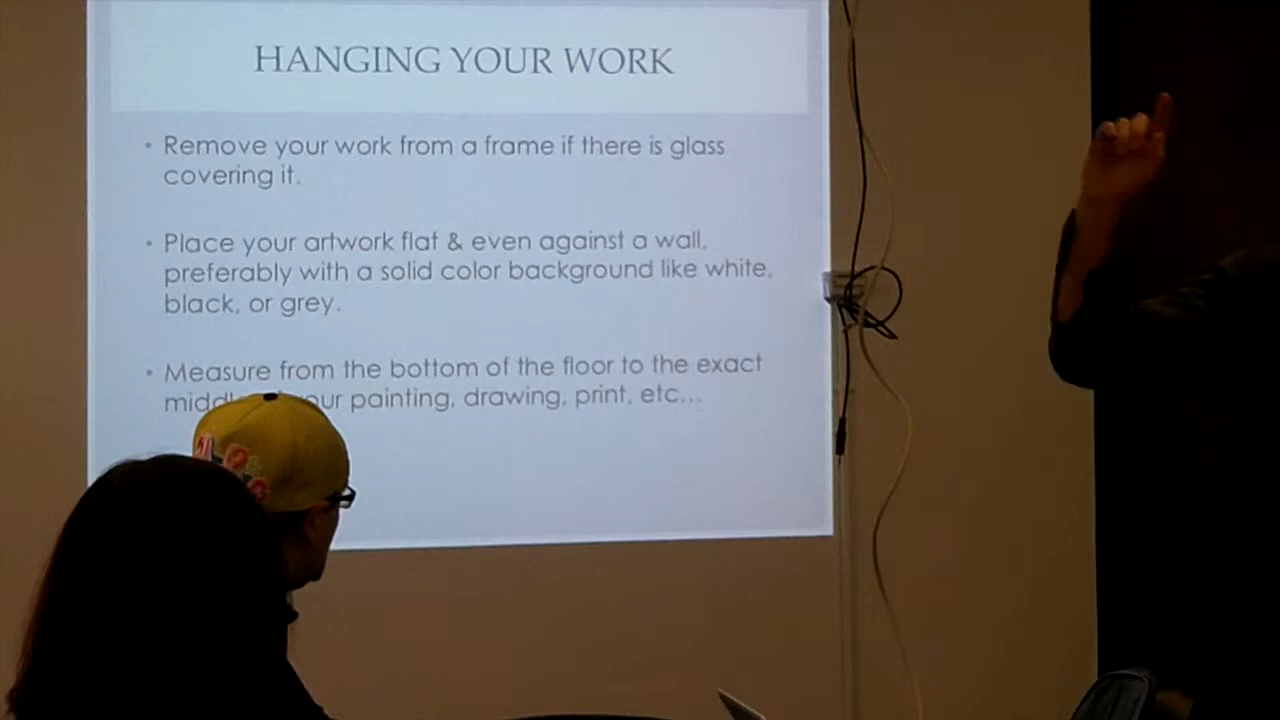 HANGING YOUR WORK
• Remove your work from a frame if there is glass
covering it.
• Place your artwork flat & even against a wall,
preferably with a solid color background like white,
black, or grey.
• Measure from the bottom of the floor to the exact
your painting, drawing, print, etc...